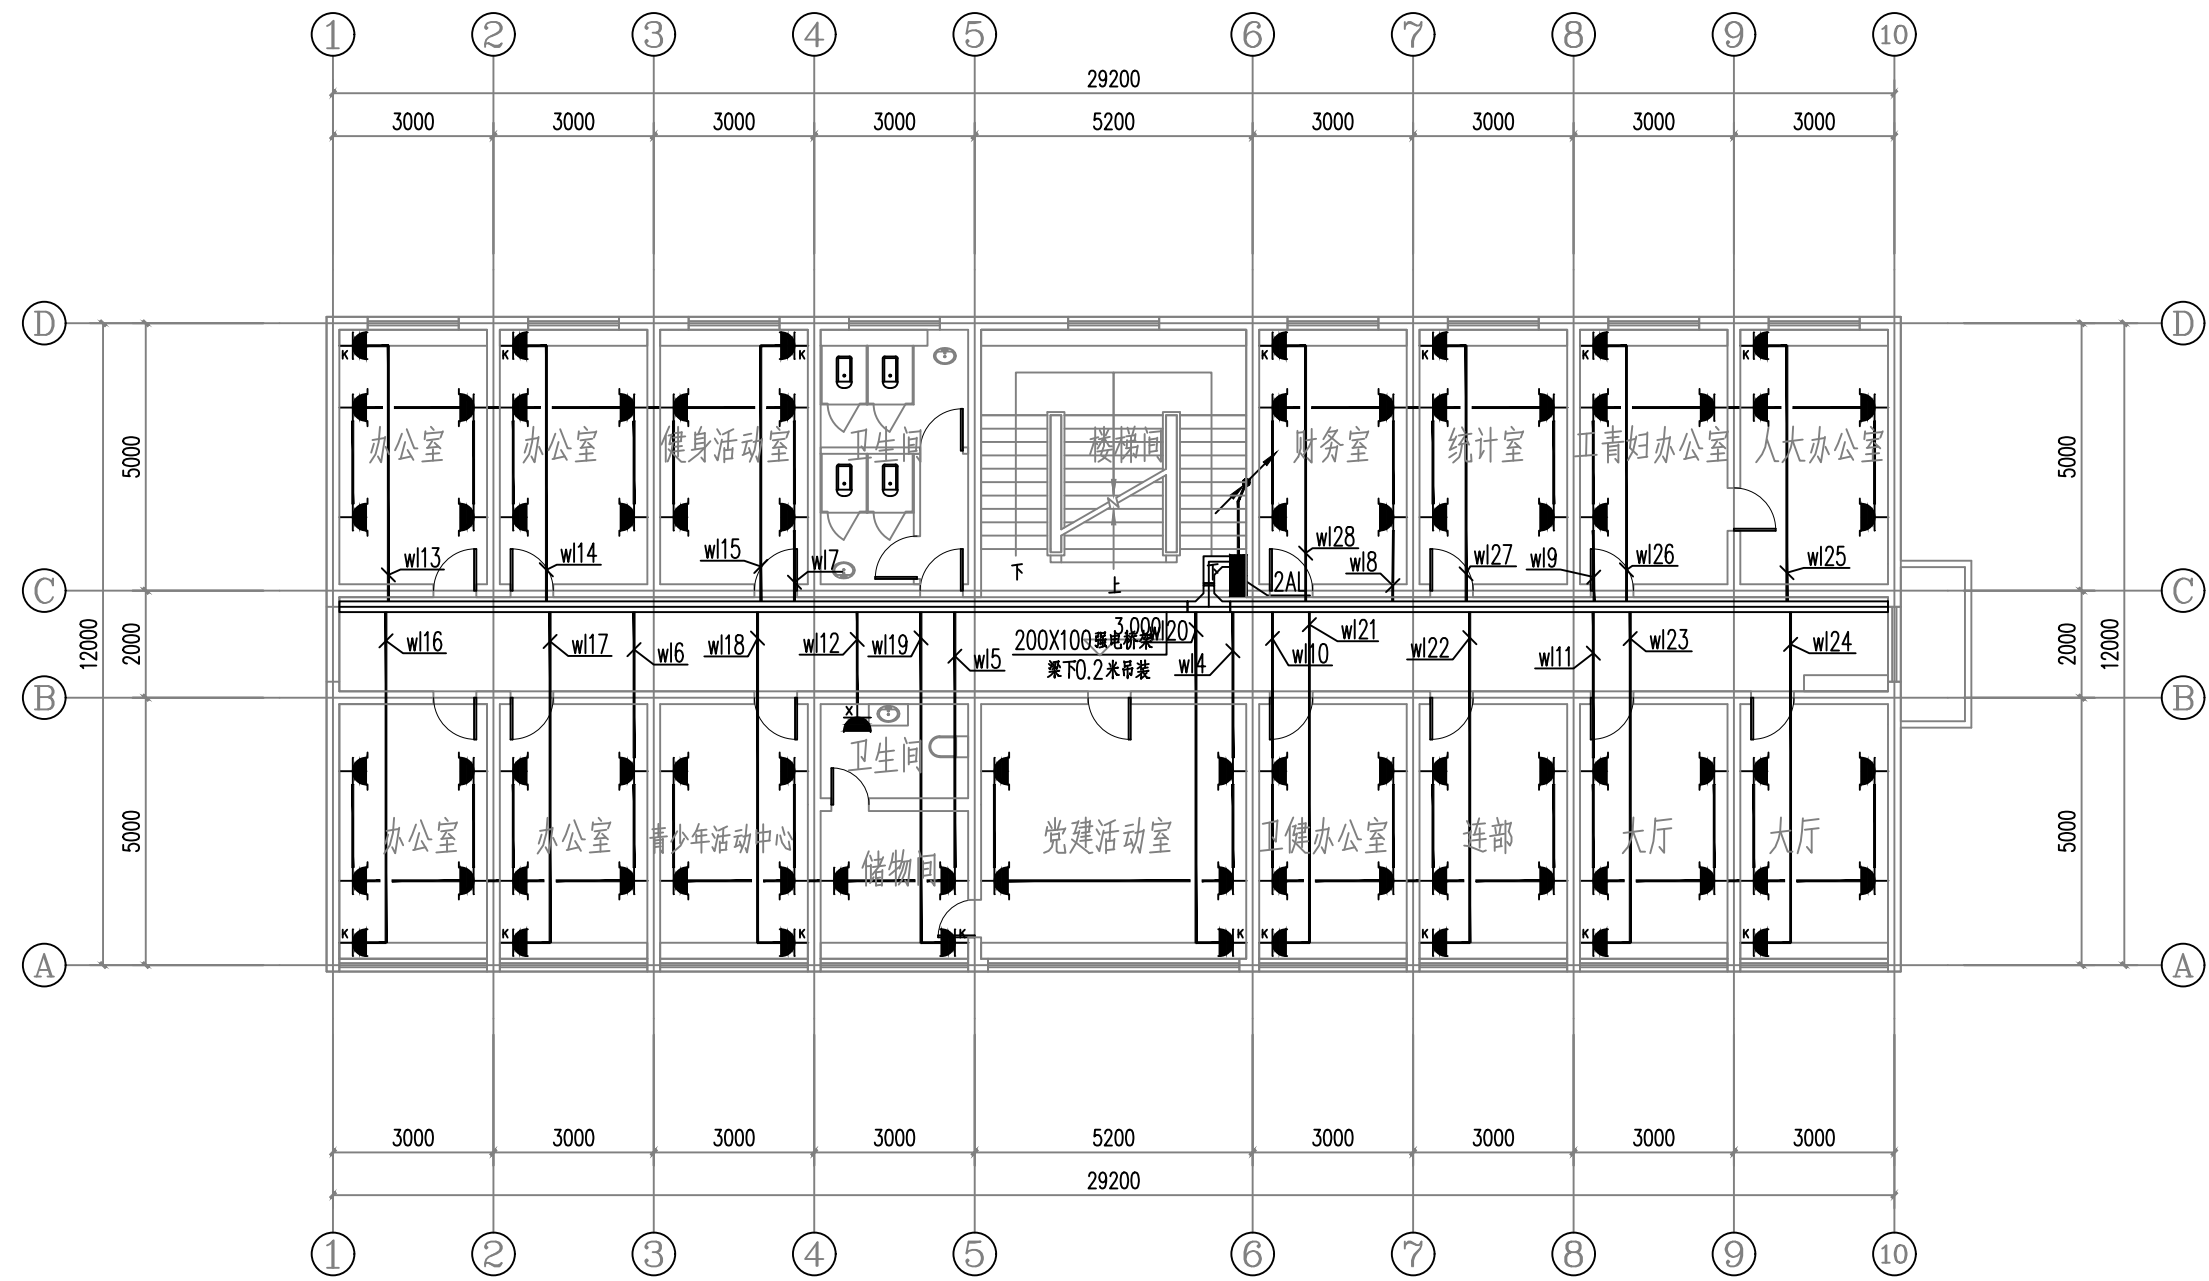 1 2 3 4 5 6 7 8 9 10
29200
3000 3000 3000 3000 5200 3000 3000 3000 3000
D D
K K K K K K K
办公室 办公室 健身活动室 卫生间 楼梯间 财务室 统计室 工青妇办公室 人大办公室
5000 5000
wl13 wl14 wl15 wl7 wl28 wl8 wl27 wl9 wl26 wl25
下 上 2AL
C C
12000 2000 2000 12000
wl16 wl17 wl6 wl18 wl12 wl19 wl5 3.000 wl20 wl4 wl10 wl21 wl22 wl11 wl23 wl24
200X100强电桥架
梁下0.2米吊装
B B
X
卫生间
5000 5000
办公室 办公室 青少年活动中心 储物间 党建活动室 卫健办公室 连部 大厅 大厅
K K K K K K K K K
A A
3000 3000 3000 3000 5200 3000 3000 3000 3000
29200
1 2 3 4 5 6 7 8 9 10